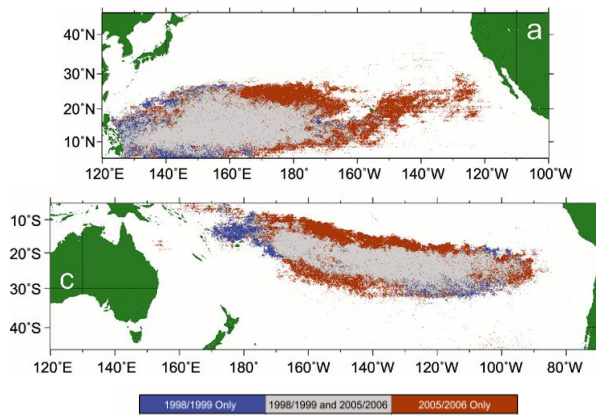 a
40˚N
30˚N
20˚N
10˚N
120˚E 140˚E 160˚E 180˚ 160˚W 140˚W 120˚W 100˚W
c
10˚S
20˚S
30˚S
40˚S
120˚E 140˚E 160˚E 180˚ 160˚W 140˚W 120˚W 100˚W 80˚W 70˚W
1998/1999 Only 1998/1999 and 2005/2006 2005/2006 Only